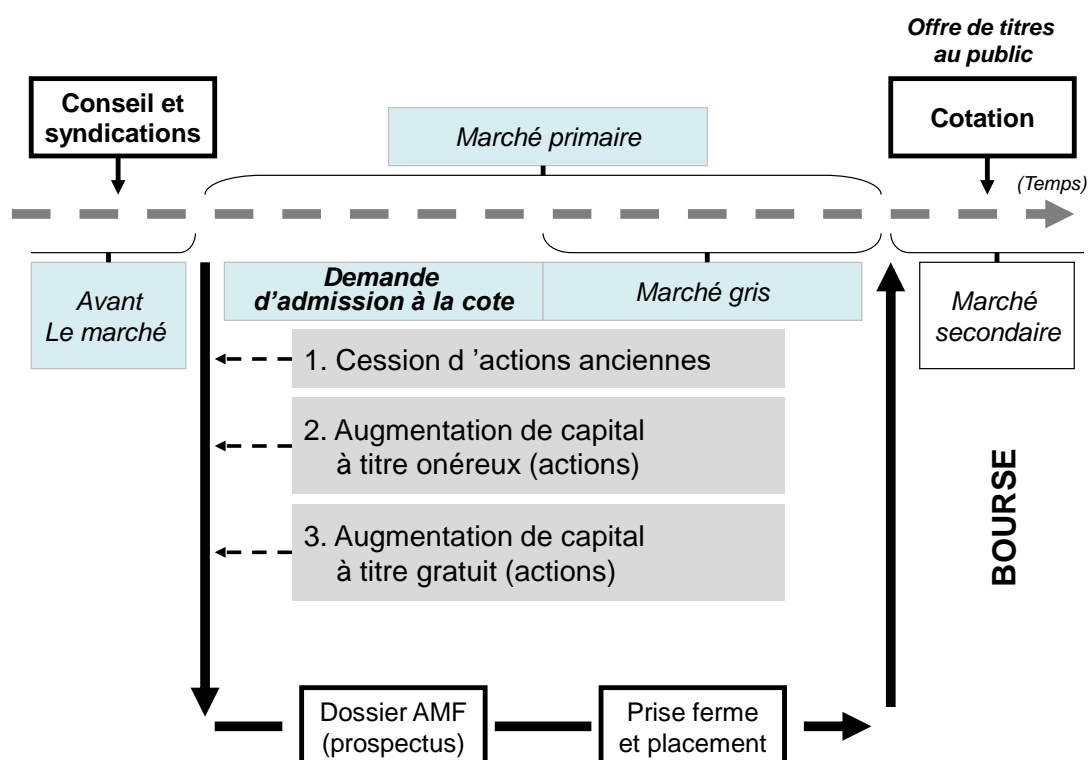 Offre de titres
au public
Conseil et
syndications
Marché primaire
Cotation
(Temps)
Avant
Le marché
Demande
d'admission à la cote
Marché gris
Marché
secondaire
1. Cession d ’actions anciennes
2. Augmentation de capital
à titre onéreux (actions)
3. Augmentation de capital
à titre gratuit (actions)
BOURSE
Dossier AMF
(prospectus)
Prise ferme
et placement